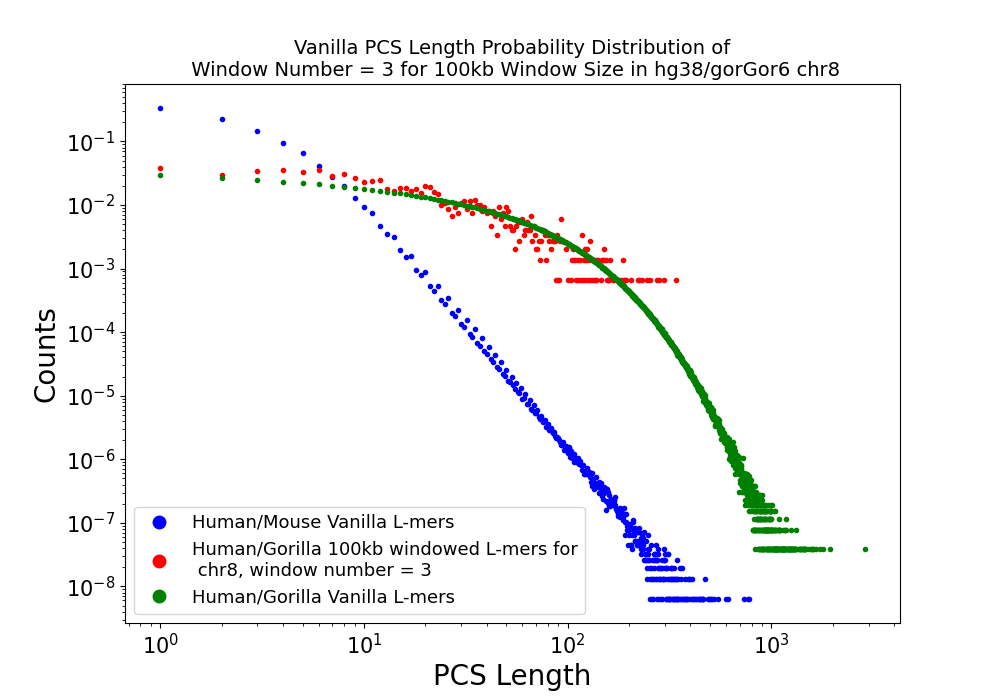 Vanilla PCS Length Probability Distribution of
Window Number = 3 for 100kb Window Size in hg38/gorGor6 chr8
Counts
10⁻¹
10⁻²
10⁻³
10⁻⁴
10⁻⁵
10⁻⁶
10⁻⁷
10⁻⁸
Human/Mouse Vanilla L-mers
Human/Gorilla 100kb windowed L-mers for
chr8, window number = 3
Human/Gorilla Vanilla L-mers
10⁰ 10¹ 10² 10³
PCS Length